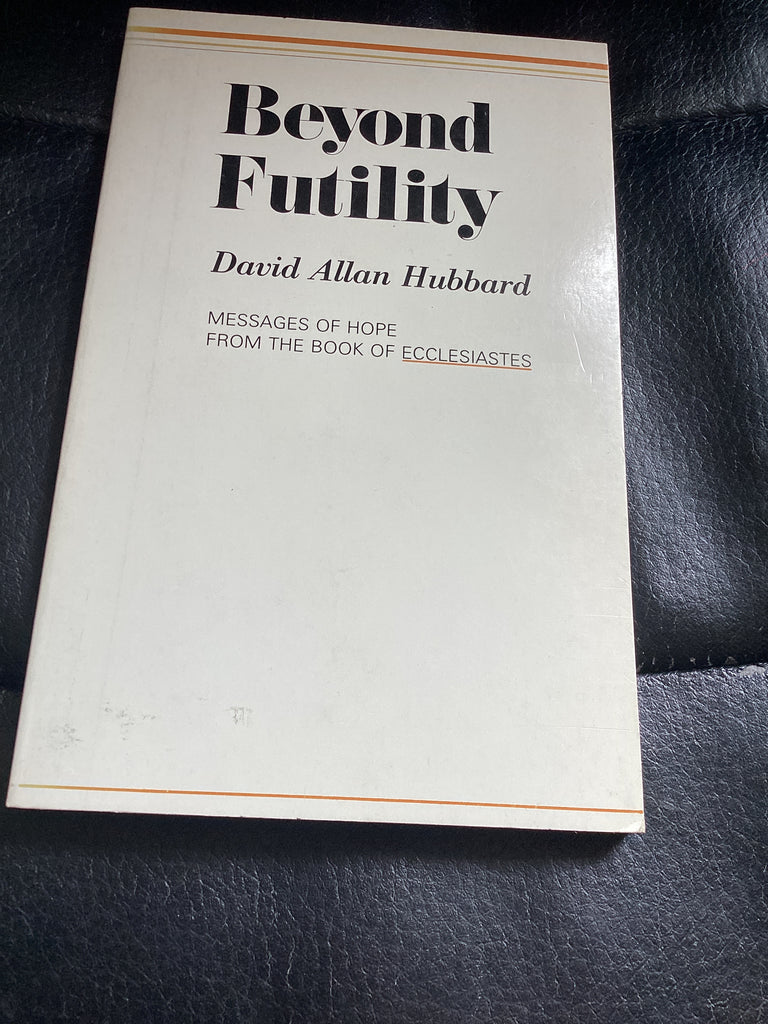 Beyond
Futility
David Allan Hubbard
MESSAGES OF HOPE
FROM THE BOOK OF ECCLESIASTES